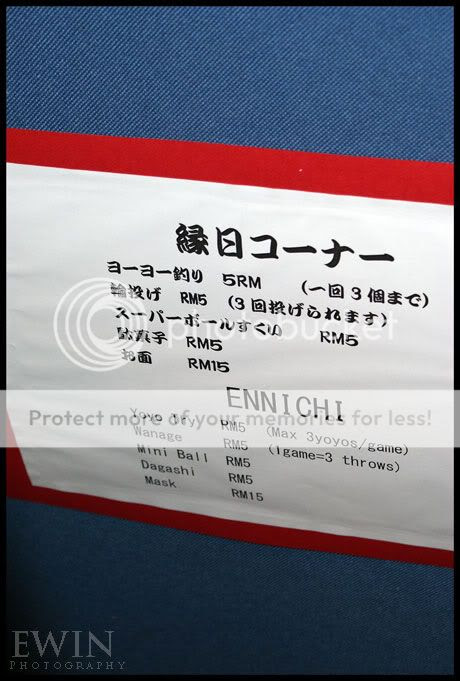 縁日コーナー
ヨーヨー釣り 5RM (一回3個まで)
輪投げ RM5 (3回投げられます)
スーパーボールすくい RM5
駄菓子 RM5
お面 RM15
ENNICHI
Protect more of your memories for less!
Yoyo RM5 (Max 3yoyos/game)
Wanage RM5 (1game=3 throws)
Mini Ball RM5
Dagashi RM5
Mask RM15
photobucket
EWIN
PHOTOGRAPHY